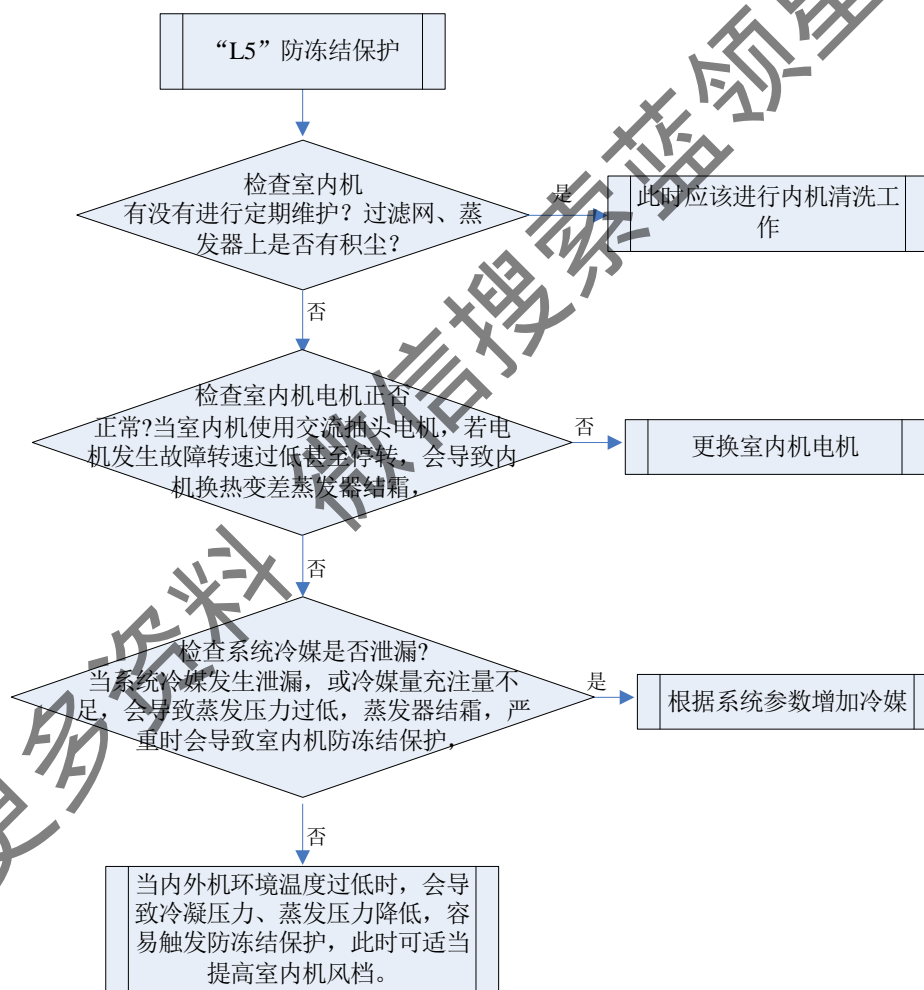 “L5”防冻结保护
检查室内机
有没有进行定期维护？过滤网、蒸
发器上是否有积尘？
是
此时应该进行内机清洗工
作
否
检查室内机电机正否
正常?当室内机使用交流抽头电机，若电
机发生故障转速过低甚至停转，会导致内
机换热变差蒸发器结霜，
否
更换室内机电机
否
检查系统冷媒是否泄漏?
当系统冷媒发生泄漏，或冷媒量充注量不
足，会导致蒸发压力过低，蒸发器结霜，严
重时会导致室内机防冻结保护，
是
根据系统参数增加冷媒
否
当内外机环境温度过低时，会导
致冷凝压力、蒸发压力降低，容
易触发防冻结保护，此时可适当
提高室内机风档。
更多资料 微信搜索蓝领星